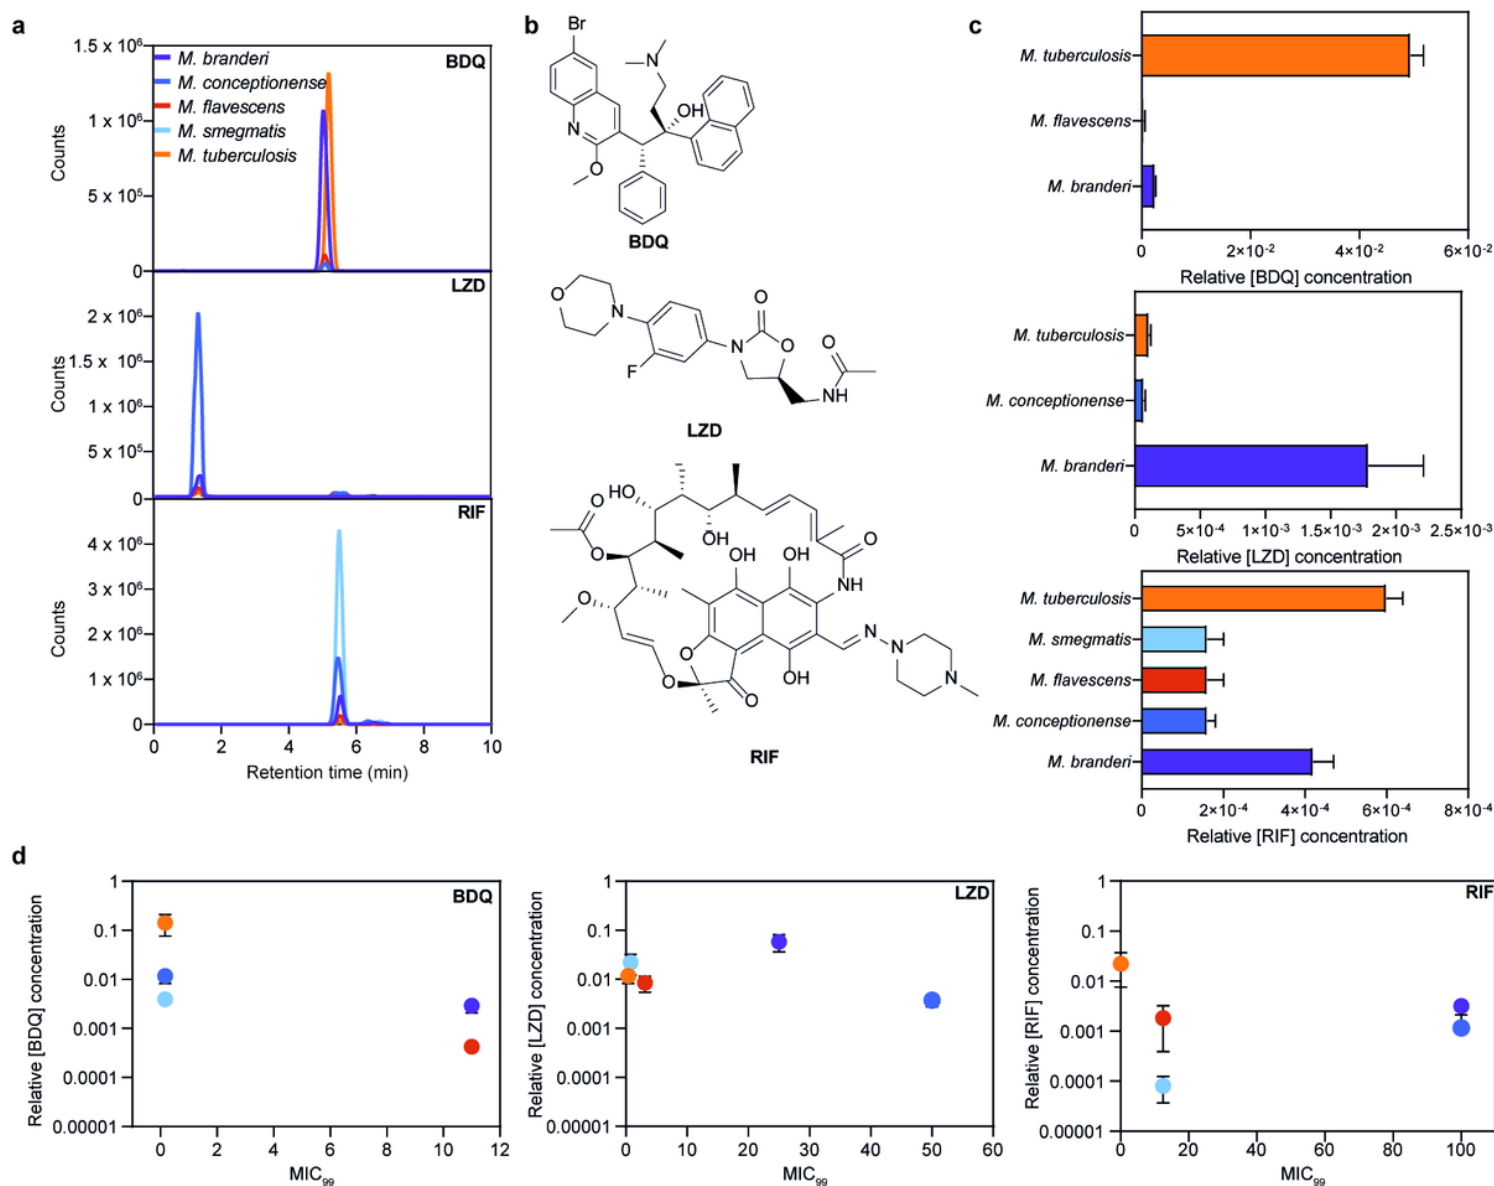 a
1.5 x 10⁶
1 x 10⁶
5 x 10⁵
0
Counts
M. branderi
M. conceptionense
M. flavescens
M. smegmatis
M. tuberculosis
BDQ
2 x 10⁶
1.5 x 10⁶
1 x 10⁶
5 x 10⁵
0
Counts
LZD
4 x 10⁶
3 x 10⁶
2 x 10⁶
1 x 10⁶
0
Counts
RIF
0 2 4 6 8 10
Retention time (min)
b
Br
N
N
OH
O
BDQ
O
N
F
N
O
O
O
NH
LZD
HO
O
O
OH
OH
OH
O
NH
O
O
O
O
OH
N
N
N
RIF
c
M. tuberculosis
M. flavescens
M. branderi
0 2×10⁻² 4×10⁻² 6×10⁻²
Relative [BDQ] concentration
M. tuberculosis
M. conceptionense
M. branderi
0 5×10⁻⁴ 1×10⁻³ 1.5×10⁻³ 2×10⁻³ 2.5×10⁻³
Relative [LZD] concentration
M. tuberculosis
M. smegmatis
M. flavescens
M. conceptionense
M. branderi
0 2×10⁻⁴ 4×10⁻⁴ 6×10⁻⁴ 8×10⁻⁴
Relative [RIF] concentration
d
Relative [BDQ] concentration
1
0.1
0.01
0.001
0.0001
0.00001
BDQ
0 2 4 6 8 10 12
MIC₉₉
Relative [LZD] concentration
1
0.1
0.01
0.001
0.0001
0.00001
LZD
0 10 20 30 40 50 60
MIC₉₉
Relative [RIF] concentration
1
0.1
0.01
0.001
0.0001
0.00001
RIF
0 20 40 60 80 100
MIC₉₉